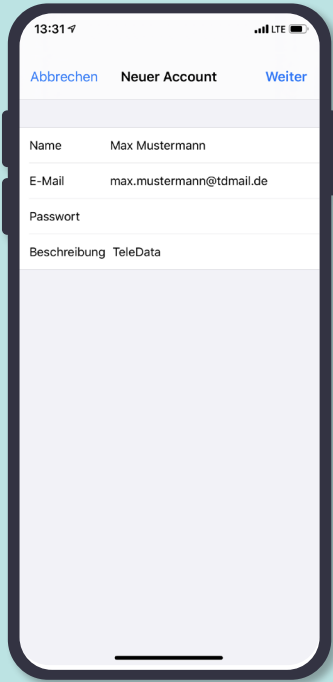 13:31 LTE
Abbrechen Neuer Account Weiter
Name Max Mustermann
E-Mail max.mustermann@tdmail.de
Passwort
Beschreibung TeleData